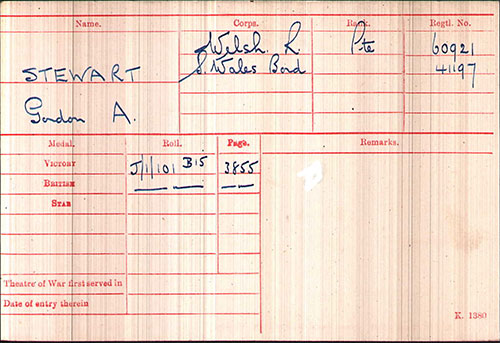 Name. Corps. Rank. Regtl. No.
Welsh. R. Pte 60921
STEWART S. Wales Bord 41197
Gordon A.
Medal. Roll. Page. Remarks.
VICTORY J/1/101 B15 3855
BRITISH
STAR
Theatre of War first served in
Date of entry therein
K. 1380